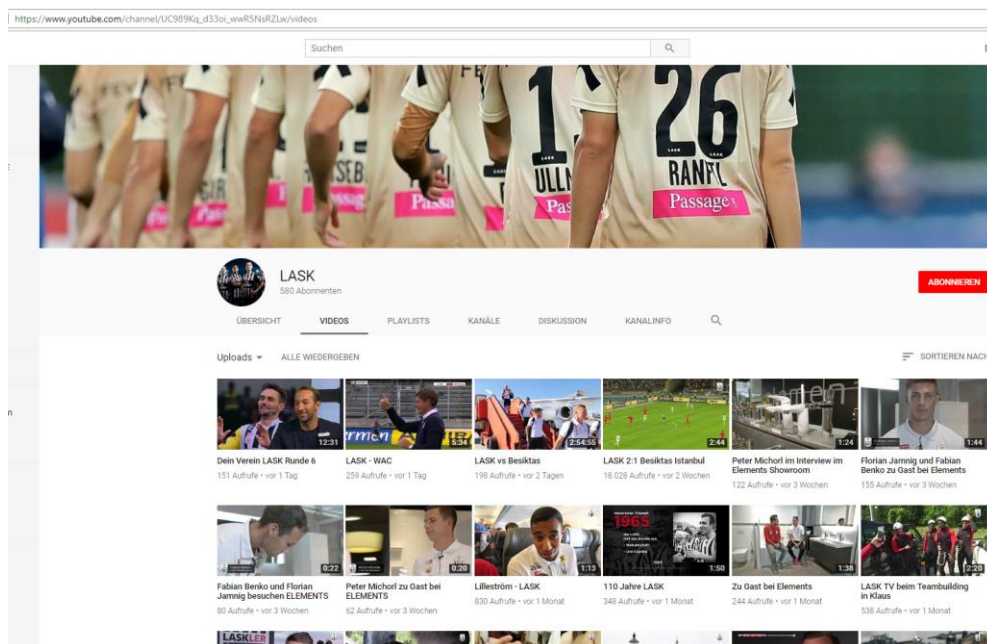 https://www.youtube.com/channel/UC989Kq_d33oi_wwR5NsRZLw/videos
Suchen
26
ULL
RANFTL
Pas
Passage
Passa
LASK
580 Abonnenten
ABONNIEREN
ÜBERSICHT VIDEOS PLAYLISTS KANÄLE DISKUSSION KANALINFO
Uploads ALLE WIEDERGEBEN SORTIEREN NACH
12:31 5:34 2:54:55 2:44 1:24 1:44
Dein Verein LASK Runde 6
151 Aufrufe • vor 1 Tag
LASK - WAC
259 Aufrufe • vor 1 Tag
LASK vs Besiktas
198 Aufrufe • vor 2 Tagen
LASK 2:1 Besiktas Istanbul
18.028 Aufrufe • vor 2 Wochen
Peter Michorl im Interview im
Elements Showroom
122 Aufrufe • vor 3 Wochen
Florian Jamnig und Fabian
Benko zu Gast bei Elements
155 Aufrufe • vor 3 Wochen
1965
0:22 0:20 1:13 1:50 1:38 2:20
Fabian Benko und Florian
Jamnig besuchen ELEMENTS
80 Aufrufe • vor 3 Wochen
Peter Michorl zu Gast bei
ELEMENTS
62 Aufrufe • vor 3 Wochen
Lilleström - LASK
830 Aufrufe • vor 1 Monat
110 Jahre LASK
348 Aufrufe • vor 1 Monat
Zu Gast bei Elements
244 Aufrufe • vor 1 Monat
LASK TV beim Teambuilding
in Klaus
538 Aufrufe • vor 1 Monat
LASKLER